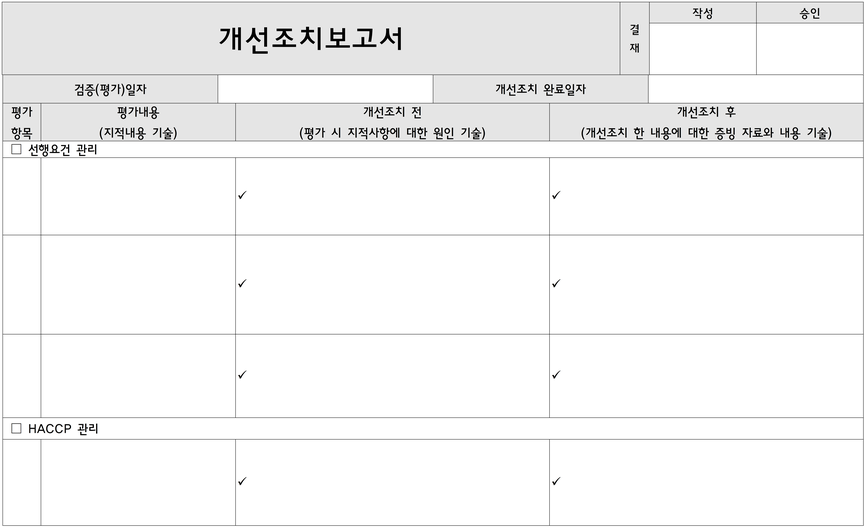 개선조치보고서
결
재
작성
승인
검증(평가)일자
개선조치 완료일자
평가
항목
평가내용
(지적내용 기술)
개선조치 전
(평가 시 지적사항에 대한 원인 기술)
개선조치 후
(개선조치 한 내용에 대한 증빙 자료와 내용 기술)
□ 선행요건 관리
✓
✓
✓
✓
✓
✓
□ HACCP 관리
✓
✓